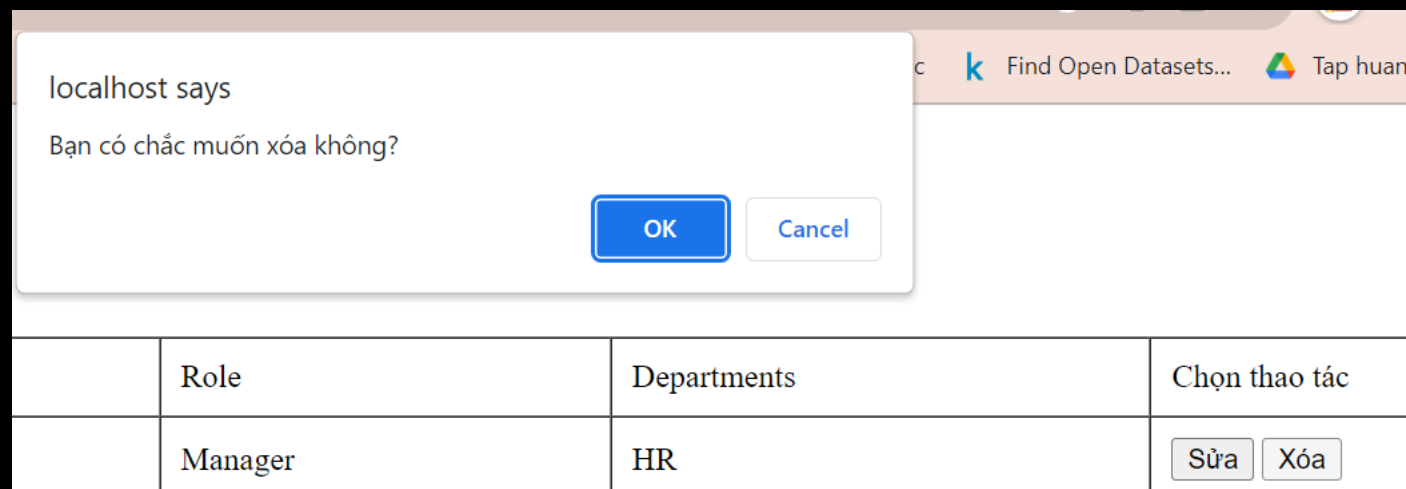 c
Find Open Datasets...
Tap huan
localhost says
Bạn có chắc muốn xóa không?
OK
Cancel
Role
Departments
Chọn thao tác
Manager
HR
Sửa
Xóa